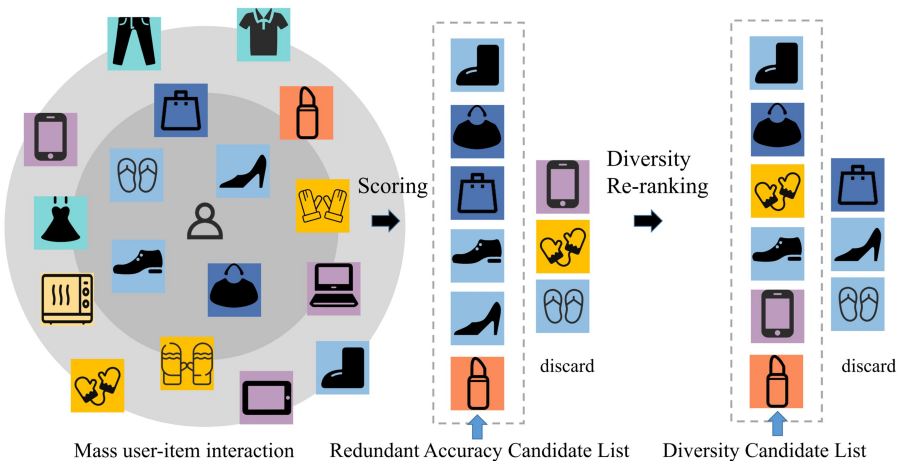 Scoring
Diversity
Re-ranking
discard
discard
Mass user-item interaction
Redundant Accuracy Candidate List
Diversity Candidate List